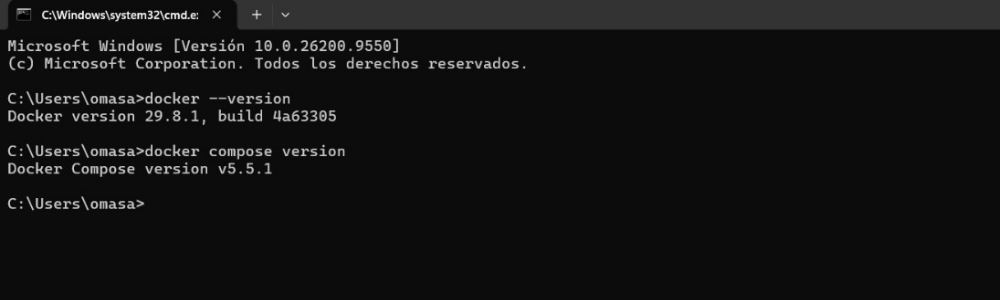 C:\Windows\system32\cmd.e:
Microsoft Windows [Versión 10.0.26200.9550]
(c) Microsoft Corporation. Todos los derechos reservados.
C:\Users\omasa>docker --version
Docker version 29.8.1, build 4a63305
C:\Users\omasa>docker compose version
Docker Compose version v5.5.1
C:\Users\omasa>